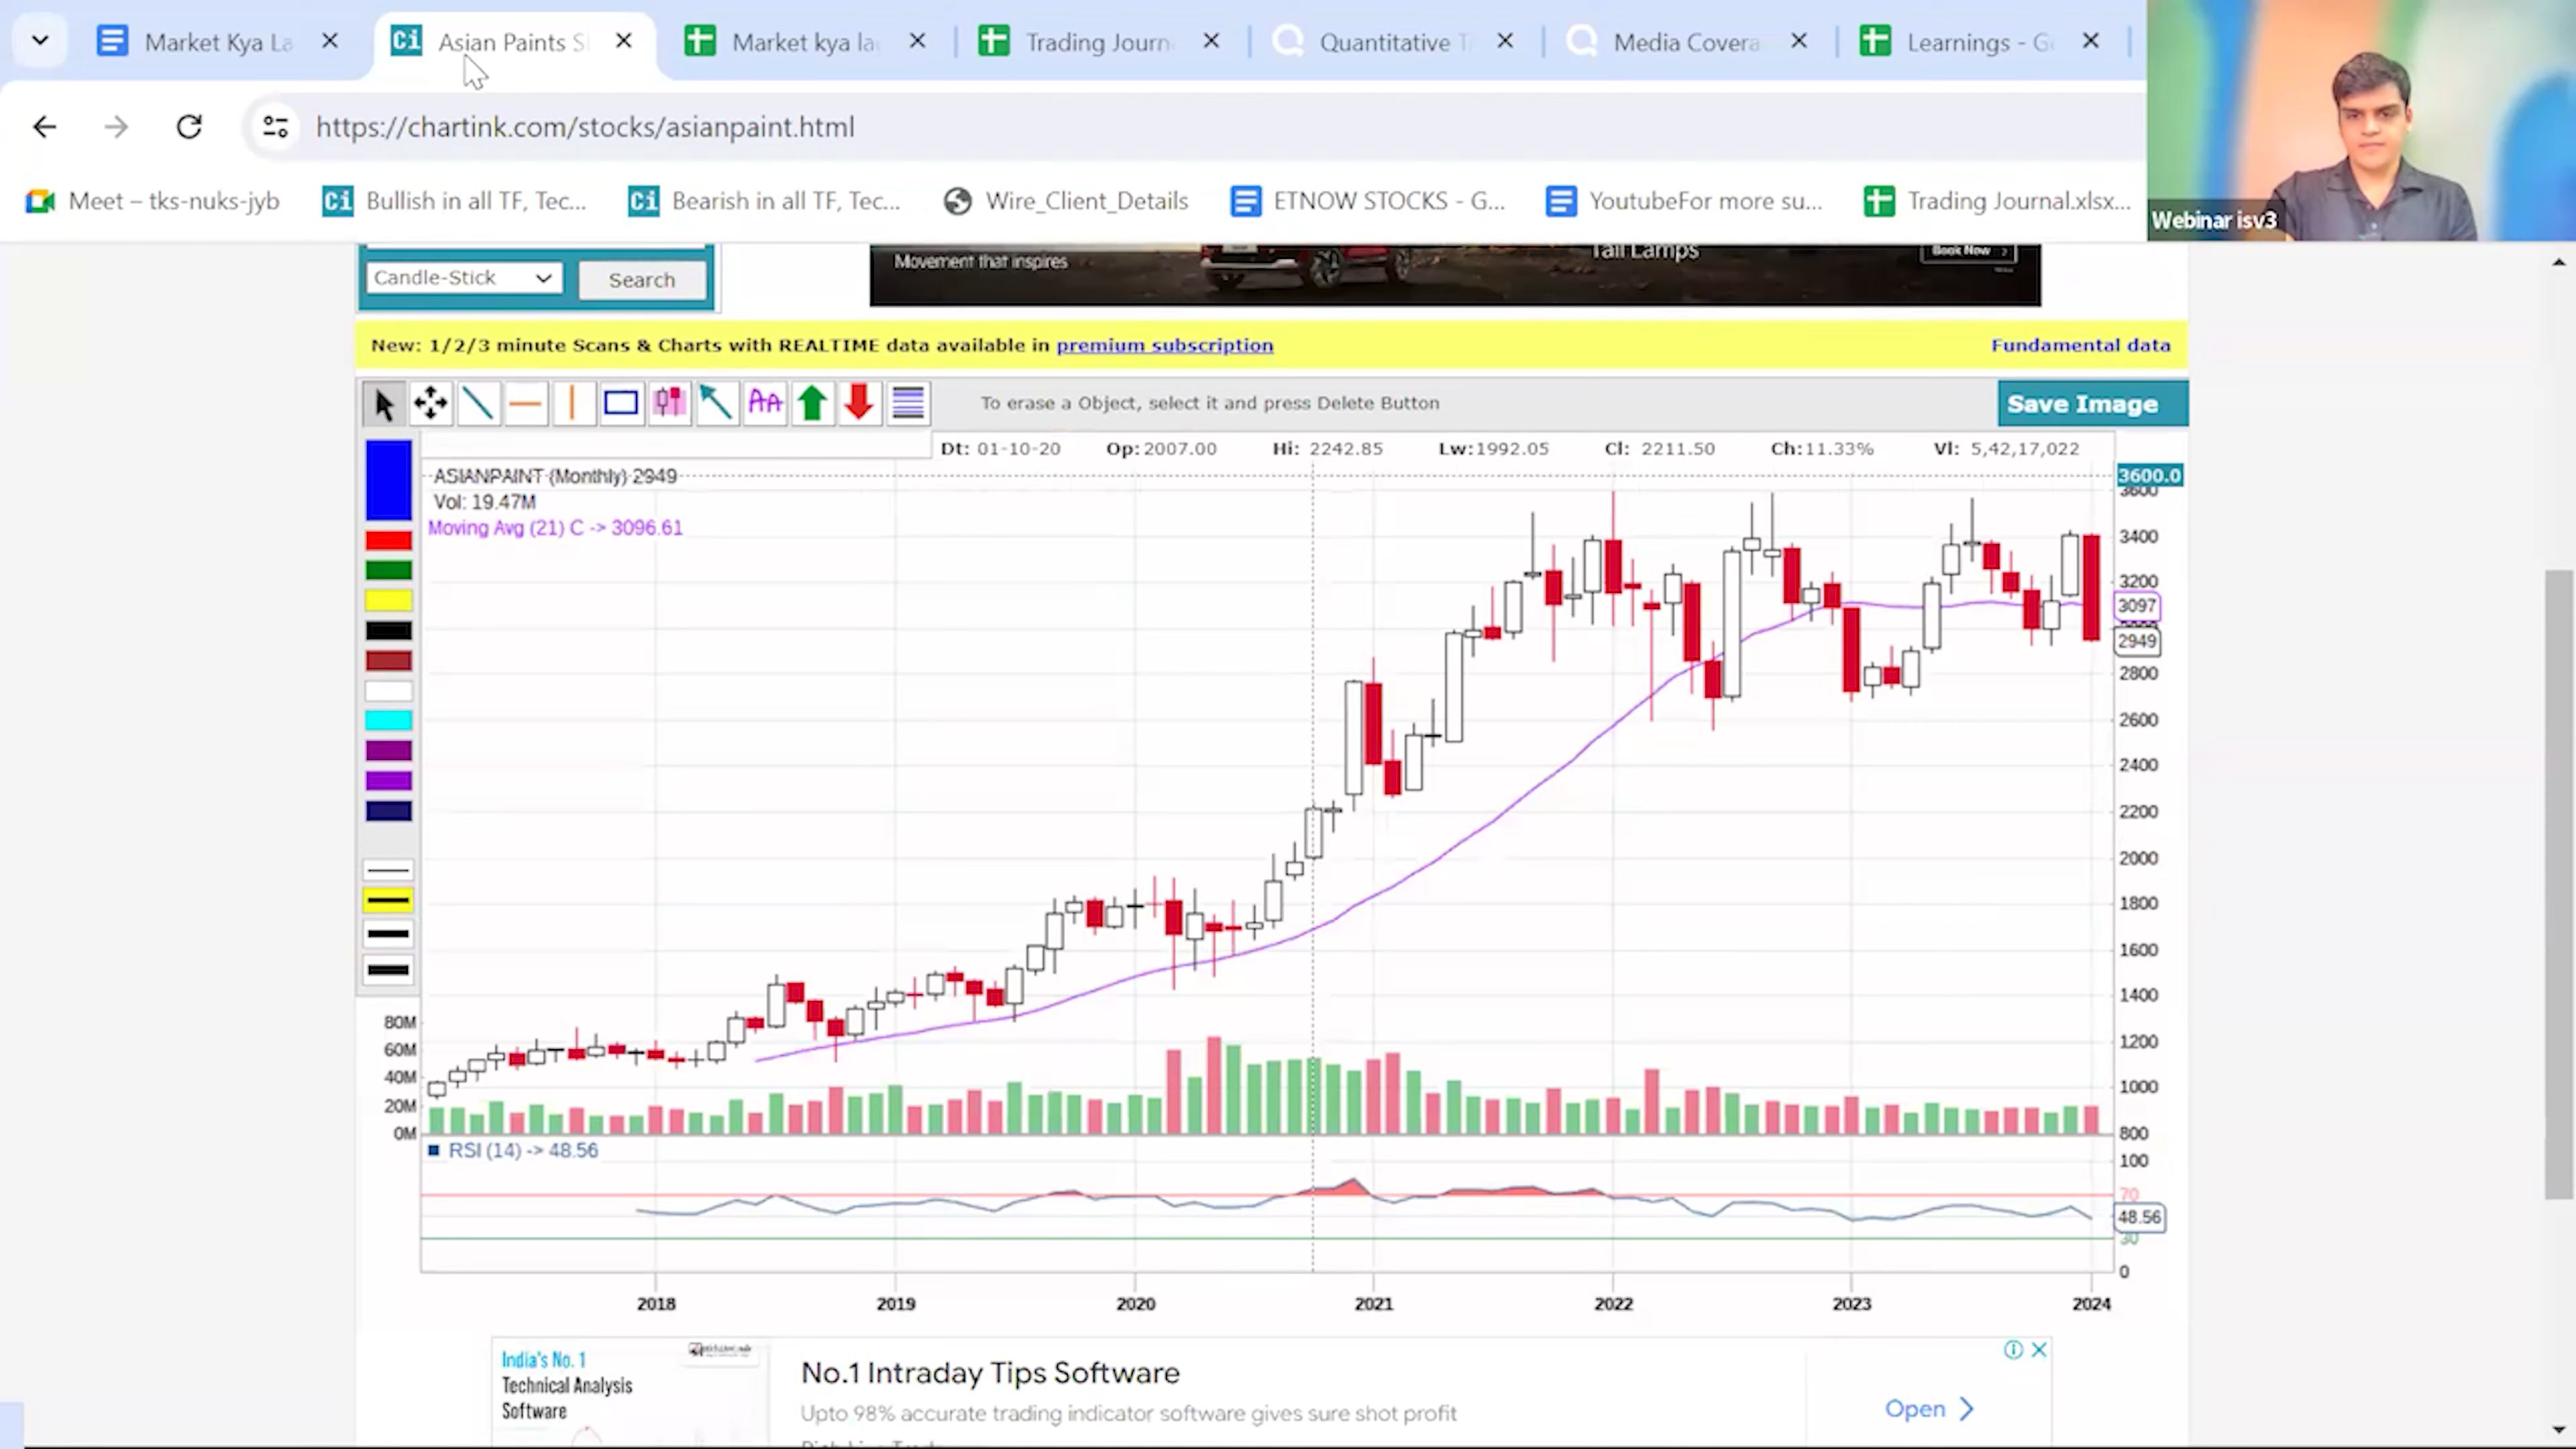 Market Kya La
Asian Paints S
Market kya la
Trading Journ
Quantitative T
Media Covera
Learnings - G
https://chartink.com/stocks/asianpaint.html
Meet – tks-nuks-jyb
Bullish in all TF, Tec...
Bearish in all TF, Tec...
Wire_Client_Details
ETNOW STOCKS - G...
YoutubeFor more su...
Trading Journal.xlsx...
Webinar isv3
Candle-Stick
Search
Movement that inspires
Tail Lamps
Book Now
New: 1/2/3 minute Scans & Charts with REALTIME data available in premium subscription
Fundamental data
To erase a Object, select it and press Delete Button
Save Image
Dt: 01-10-20 Op:2007.00 Hi: 2242.85 Lw:1992.05 Cl: 2211.50 Ch:11.33% Vl: 5,42,17,022
ASIANPAINT (Monthly) 2949
Vol: 19.47M
Moving Avg (21) C -> 3096.61
3600.0
3600
3400
3200
3097
2949
2800
2600
2400
2200
2000
1800
1600
1400
1200
1000
800
80M
60M
40M
20M
0M
RSI (14) -> 48.56
100
70
48.56
30
0
2018 2019 2020 2021 2022 2023 2024
India's No. 1
Technical Analysis
Software
No.1 Intraday Tips Software
Upto 98% accurate trading indicator software gives sure shot profit
Open